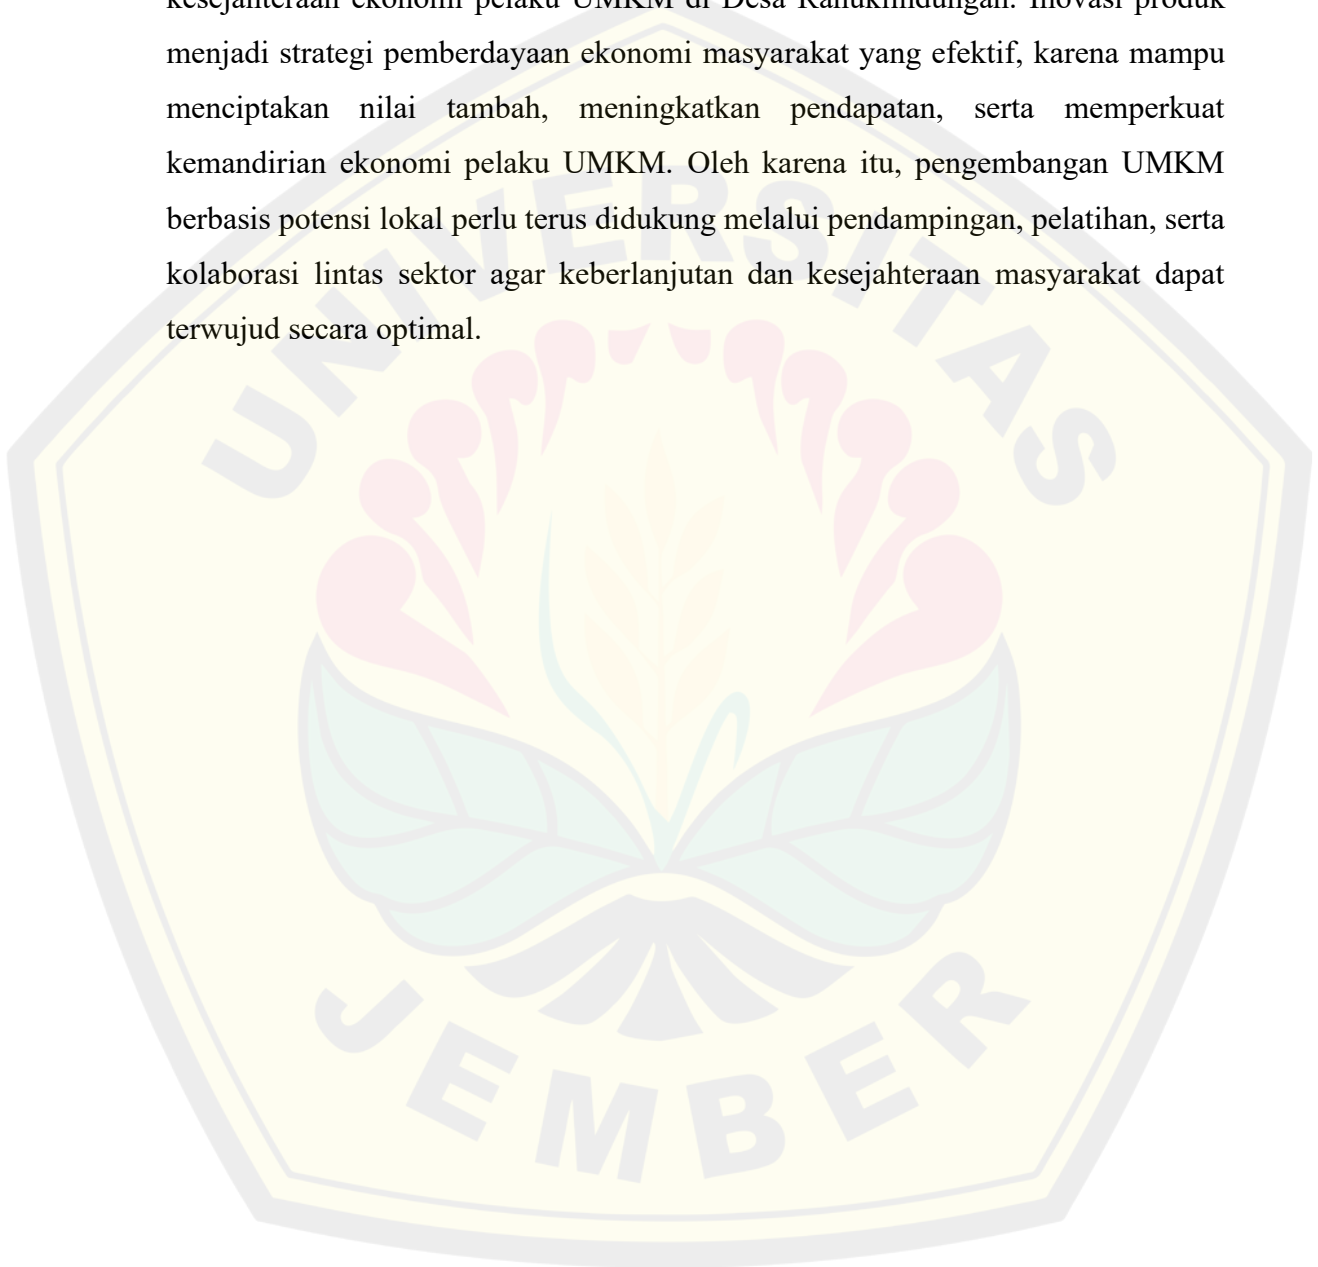 kesejahteraan ekonomi pelaku UMKM di Desa Ranuklindungan. Inovasi produk
menjadi strategi pemberdayaan ekonomi masyarakat yang efektif, karena mampu
menciptakan nilai tambah, meningkatkan pendapatan, serta memperkuat
kemandirian ekonomi pelaku UMKM. Oleh karena itu, pengembangan UMKM
berbasis potensi lokal perlu terus didukung melalui pendampingan, pelatihan, serta
kolaborasi lintas sektor agar keberlanjutan dan kesejahteraan masyarakat dapat
terwujud secara optimal.
UNIVERSITAS
JEMBER